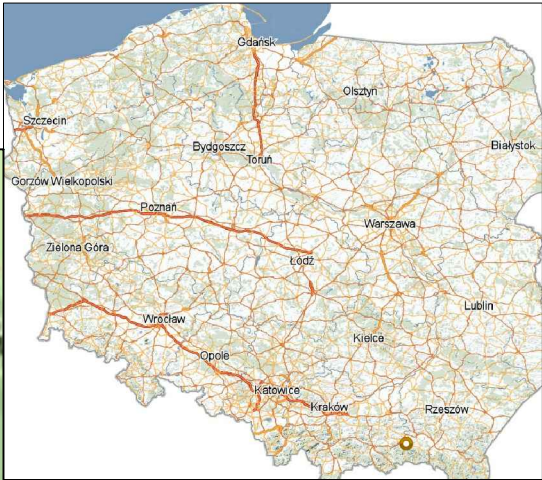 Gdańsk
Olsztyn
Szczecin
Białystok
Bydgoszcz
Toruń
Gorzów Wielkopolski
Poznań
Warszawa
Zielona Góra
Łódź
Lublin
Wrocław
Kielce
Opole
Katowice
Kraków
Rzeszów